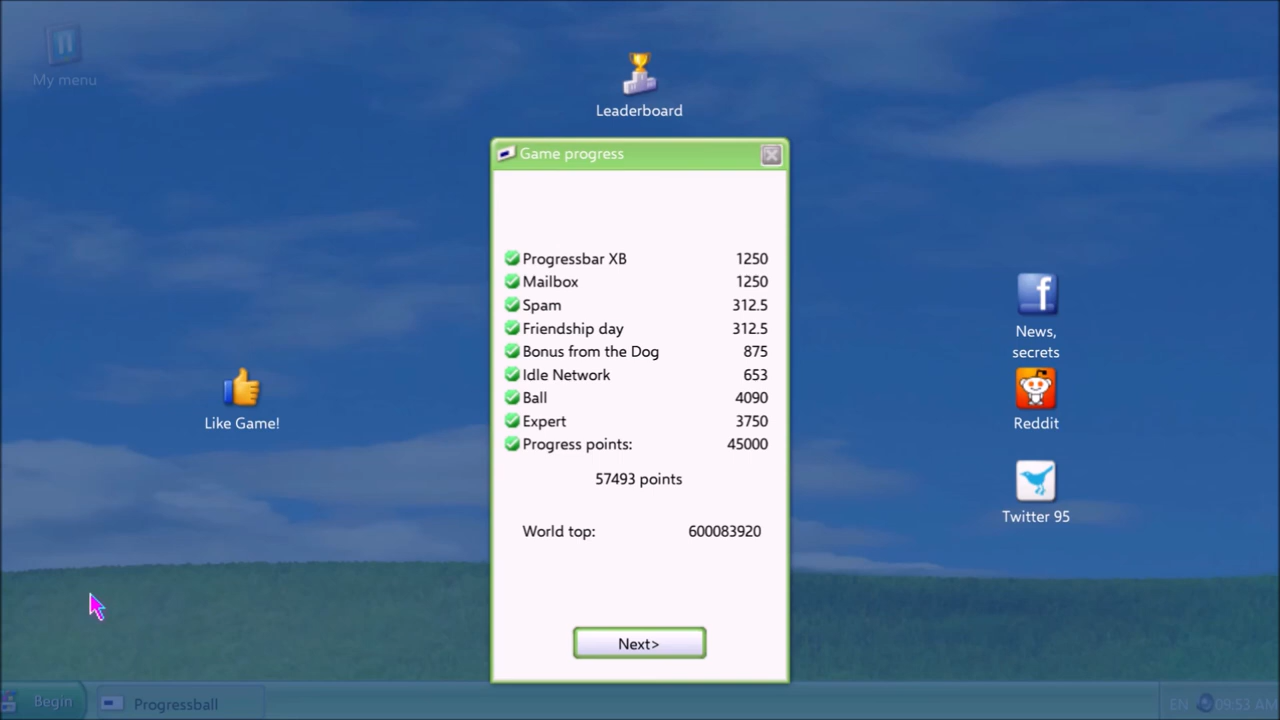 My menu
Leaderboard
Game progress
Progressbar XB 1250
Mailbox 1250
Spam 312.5
Friendship day 312.5
Bonus from the Dog 875
Idle Network 653
Ball 4090
Expert 3750
Progress points: 45000
57493 points
World top: 600083920
Next>
Like Game!
News,
secrets
Reddit
Twitter 95
Begin
Progressball
EN 09:53 AM